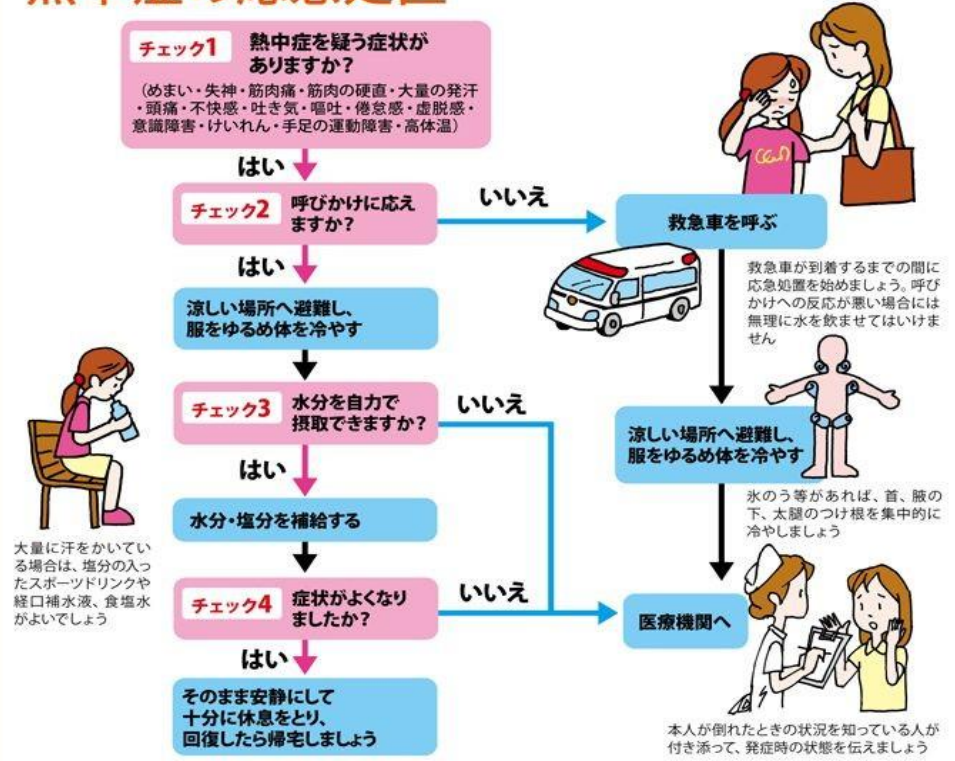 熱中症の応急処置
チェック1
熱中症を疑う症状が
ありますか？
（めまい・失神・筋肉痛・筋肉の硬直・大量の発汗
・頭痛・不快感・吐き気・嘔吐・倦怠感・虚脱感・
意識障害・けいれん・手足の運動障害・高体温）
はい
チェック2
呼びかけに応え
ますか？
いいえ
救急車を呼ぶ
救急車が到着するまでの間に
応急処置を始めましょう。呼び
かけへの反応が悪い場合には
無理に水を飲ませてはいけま
せん
はい
涼しい場所へ避難し、
服をゆるめ体を冷やす
チェック3
水分を自力で
摂取できますか？
いいえ
涼しい場所へ避難し、
服をゆるめ体を冷やす
氷のう等があれば、首、腋の
下、太腿のつけ根を集中的に
冷やしましょう
はい
水分・塩分を補給する
大量に汗をかいてい
る場合は、塩分の入っ
たスポーツドリンクや
経口補水液、食塩水
がよいでしょう
チェック4
症状がよくなり
ましたか？
いいえ
医療機関へ
はい
そのまま安静にして
十分に休息をとり、
回復したら帰宅しましょう
本人が倒れたときの状況を知っている人が
付き添って、発症時の状態を伝えましょう